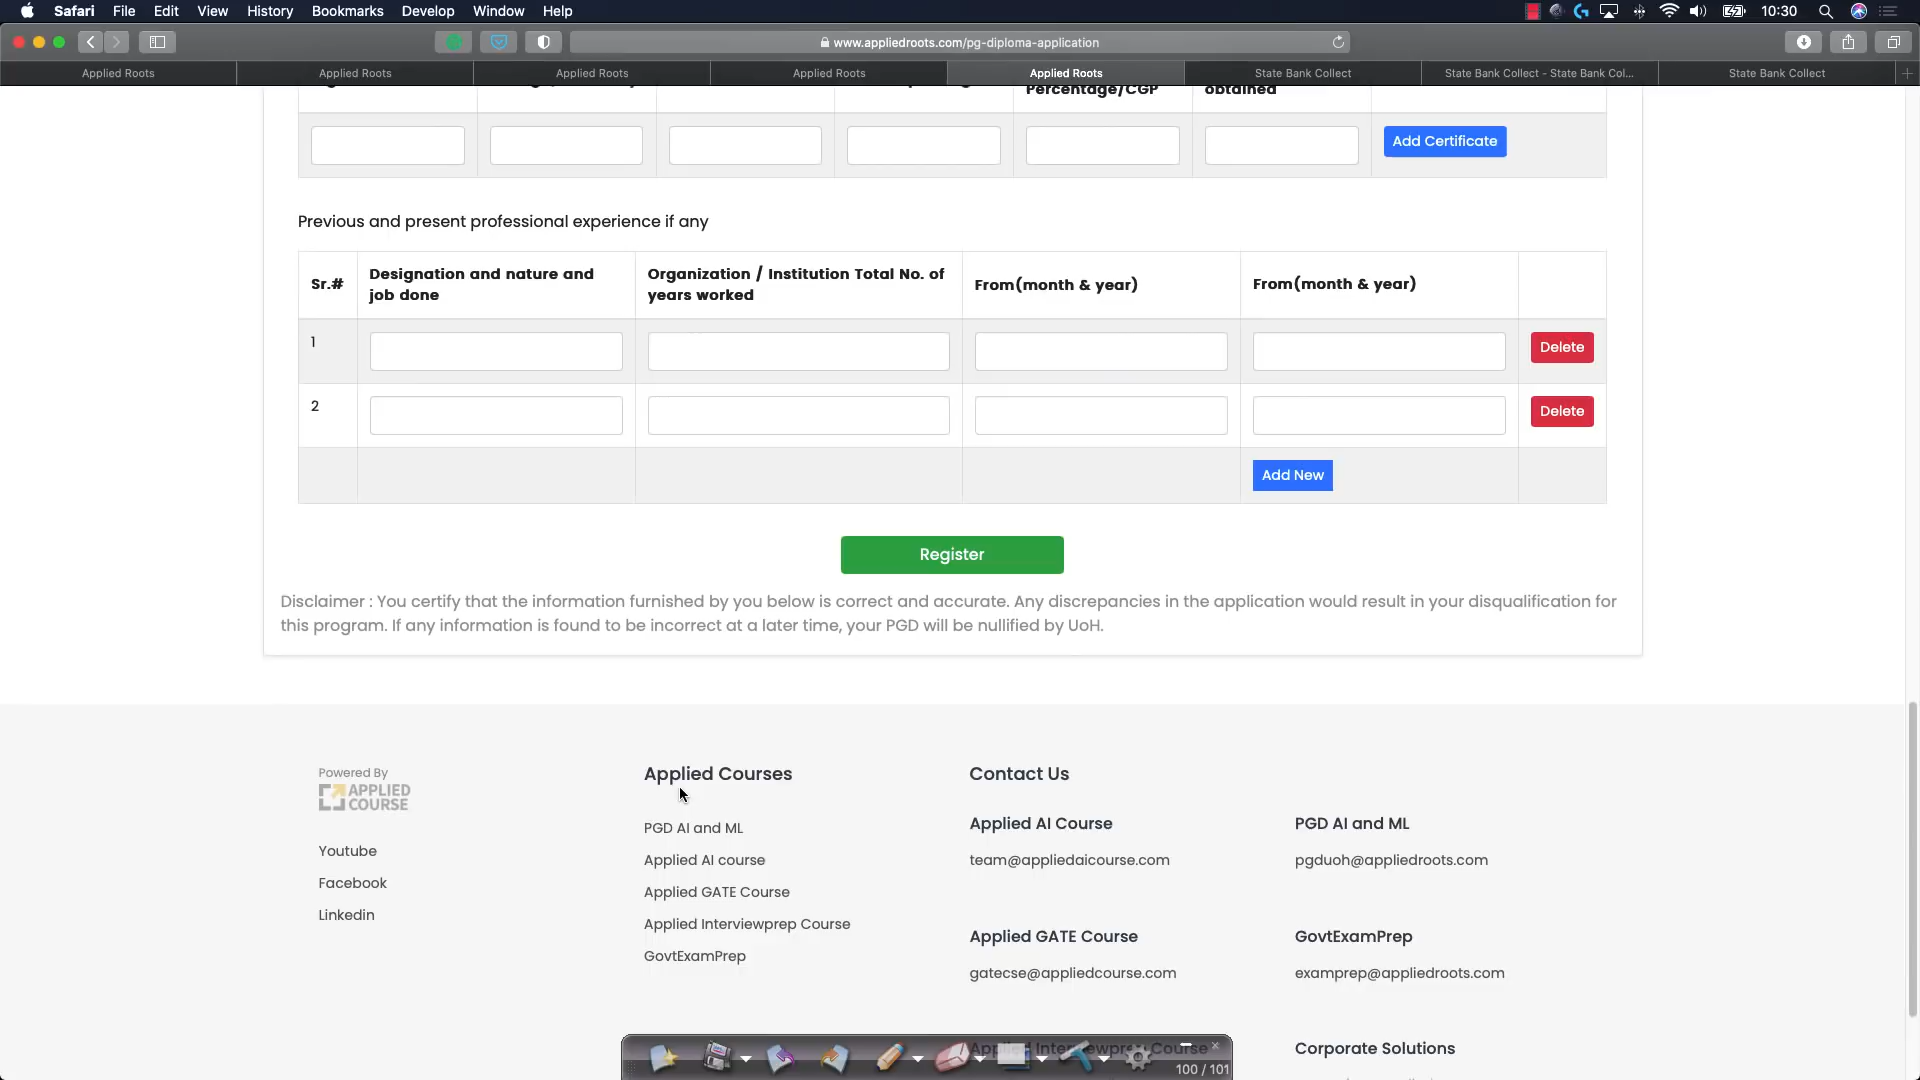 Safari File Edit View History Bookmarks Develop Window Help 10:30
www.appliedroots.com/pg-diploma-application
Applied Roots Applied Roots Applied Roots Applied Roots Applied Roots State Bank Collect State Bank Collect - State Bank Col... State Bank Collect
Percentage/CGP obtained
Add Certificate
Previous and present professional experience if any
Sr.# Designation and nature and job done Organization / Institution Total No. of years worked From(month & year) From(month & year)
1 Delete
2 Delete
Add New
Register
Disclaimer : You certify that the information furnished by you below is correct and accurate. Any discrepancies in the application would result in your disqualification for
this program. If any information is found to be incorrect at a later time, your PGD will be nullified by UoH.
Powered By
APPLIED
COURSE
Youtube
Facebook
Linkedin
Applied Courses
PGD AI and ML
Applied AI course
Applied GATE Course
Applied Interviewprep Course
GovtExamPrep
Contact Us
Applied AI Course
team@appliedaicourse.com
PGD AI and ML
pgduoh@appliedroots.com
Applied GATE Course
gatecse@appliedcourse.com
GovtExamPrep
examprep@appliedroots.com
Applied Interviewprep Course
Corporate Solutions
100 / 101